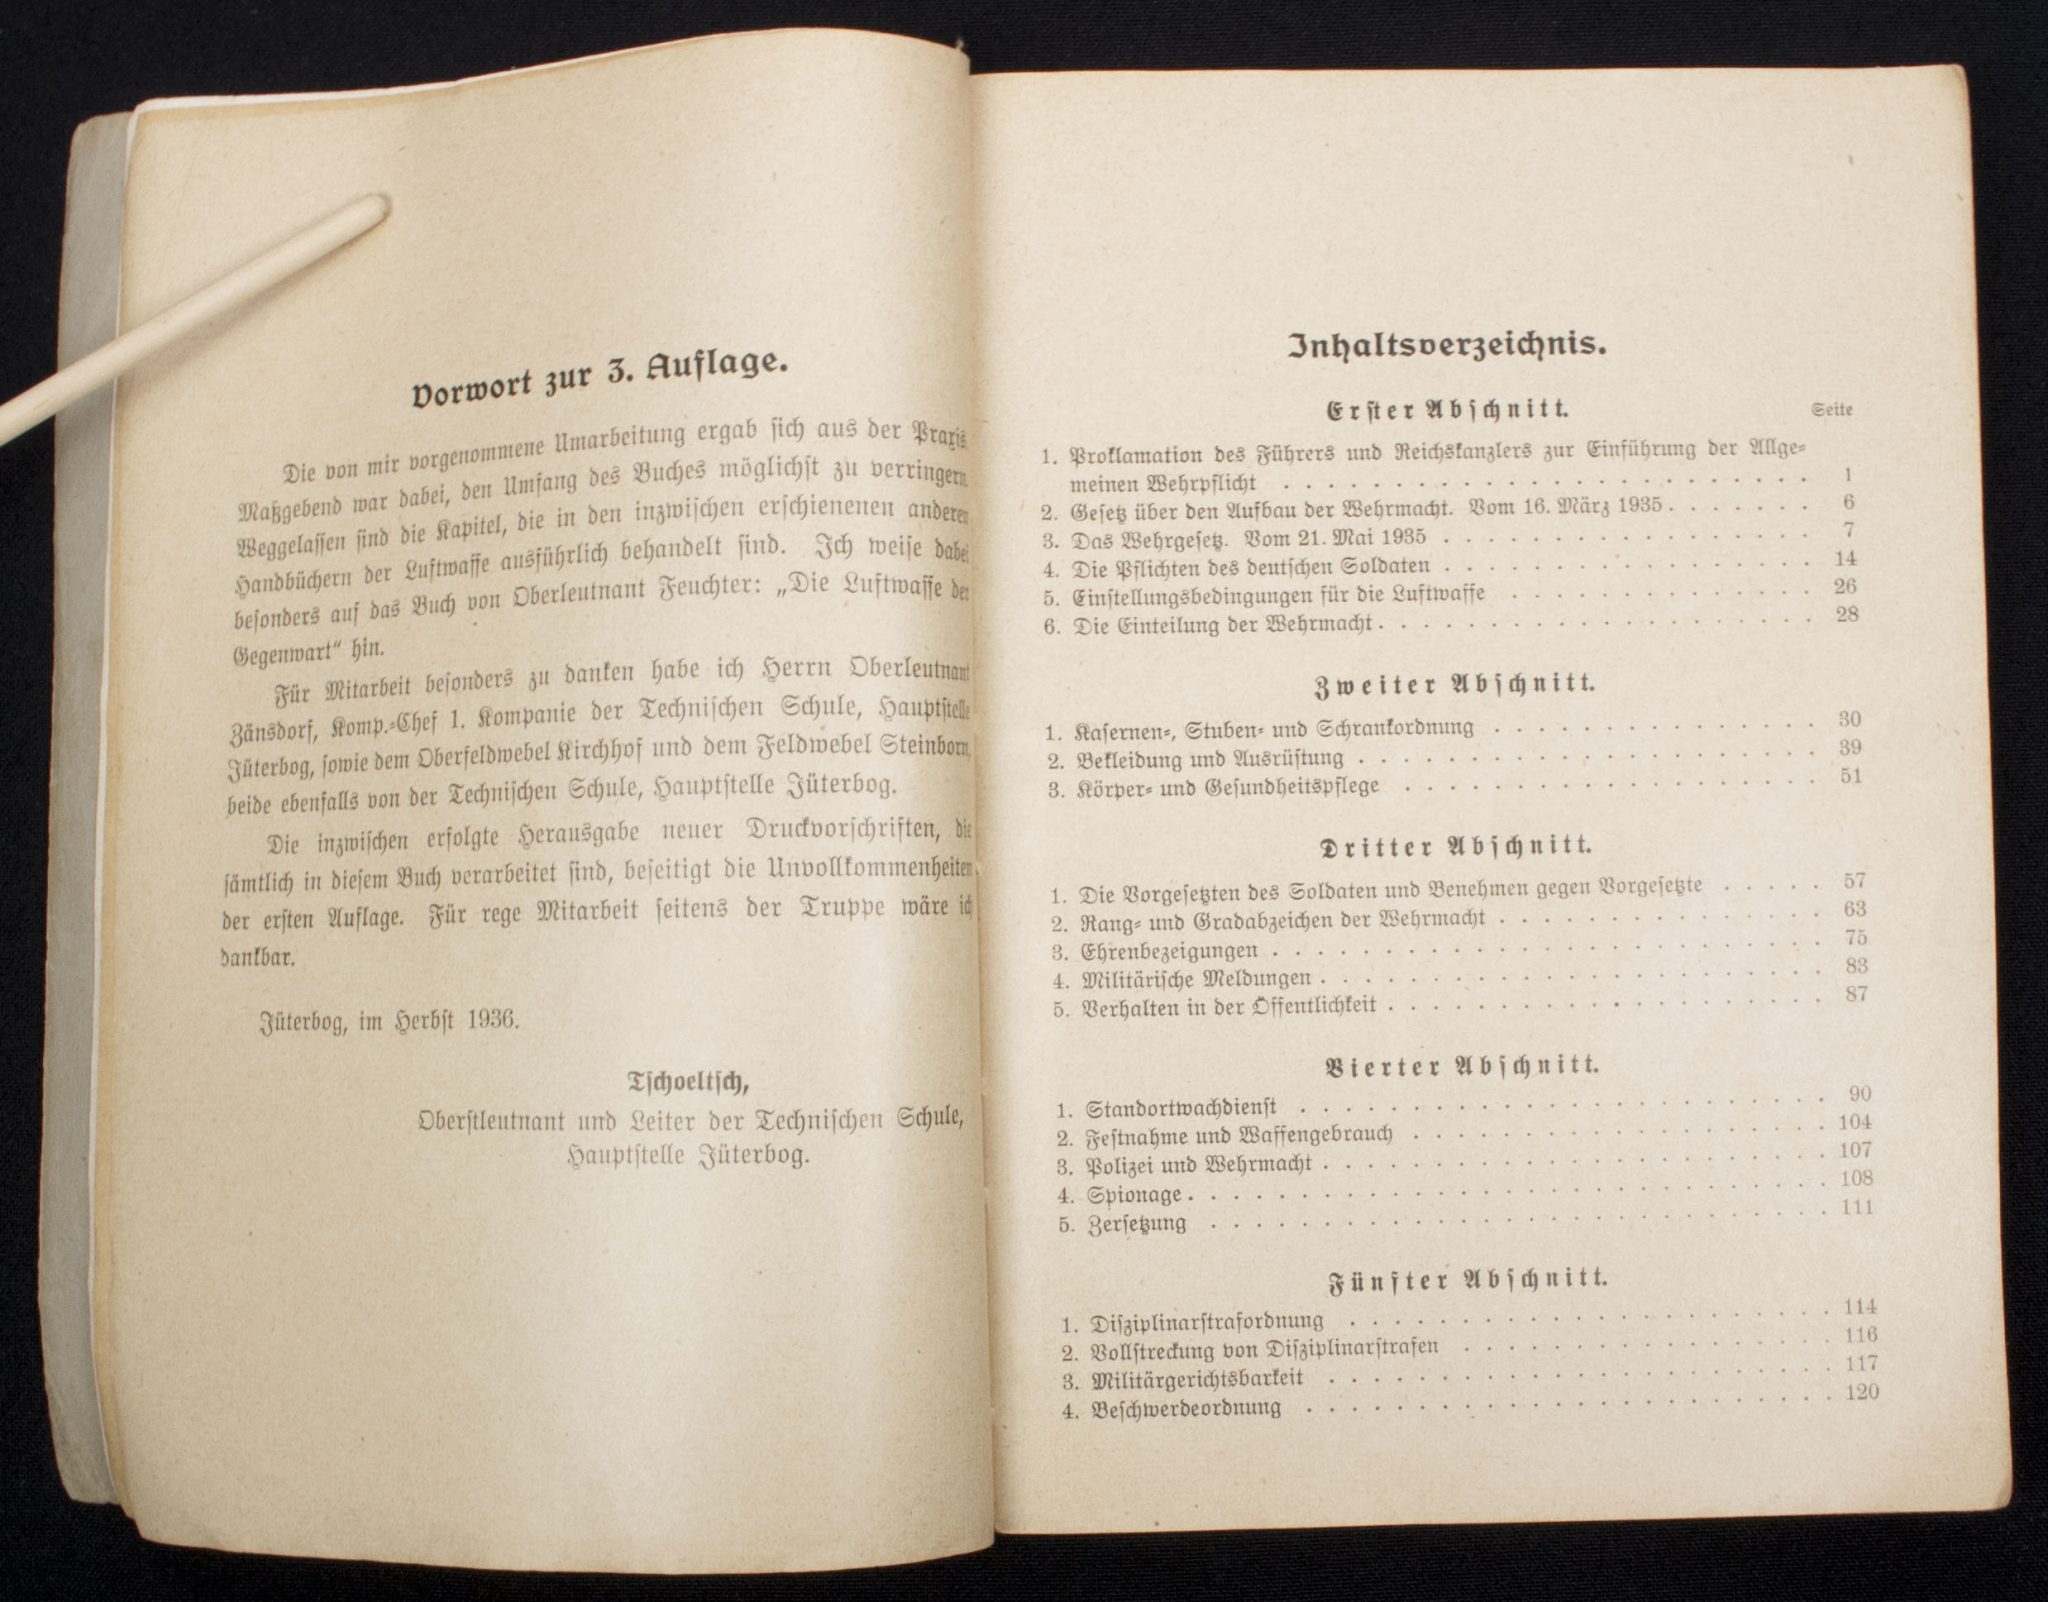 Vorwort zur 3. Auflage.
Die von mir vorgenommene Umarbeitung ergab sich aus der Praxis.
Maßgebend war dabei, den Umfang des Buches möglichst zu verringern.
Weggelassen sind die Kapitel, die in den inzwischen erschienenen anderen
Handbüchern der Luftwaffe ausführlich behandelt sind. Ich weise dabei
besonders auf das Buch von Oberleutnant Feuchter: „Die Luftwaffe der
Gegenwart“ hin.
Für Mitarbeit besonders zu danken habe ich Herrn Oberleutnant
Zänsdorf, Komp.-Chef 1. Kompanie der Technischen Schule, Hauptstelle
Jüterbog, sowie dem Oberfeldwebel Kirchhof und dem Feldwebel Steinborn,
beide ebenfalls von der Technischen Schule, Hauptstelle Jüterbog.
Die inzwischen erfolgte Herausgabe neuer Druckvorschriften, die
sämtlich in diesem Buch verarbeitet sind, beseitigt die Unvollkommenheiten
der ersten Auflage. Für rege Mitarbeit seitens der Truppe wäre ich
dankbar.
Jüterbog, im Herbst 1936.
Tschoeltsch,
Oberstleutnant und Leiter der Technischen Schule,
Hauptstelle Jüterbog.
Inhaltsverzeichnis.
Erster Abschnitt. Seite
1. Proklamation des Führers und Reichskanzlers zur Einführung der Allge-
meinen Wehrpflicht . . . . . . . . . . 1
2. Gesetz über den Aufbau der Wehrmacht. Vom 16. März 1935 . . . . . . . 6
3. Das Wehrgesetz. Vom 21. Mai 1935 . . . . . . . . . . 7
4. Die Pflichten des deutschen Soldaten . . . . . . . . . . 14
5. Einstellungsbedingungen für die Luftwaffe . . . . . . . . . . 26
6. Die Einteilung der Wehrmacht . . . . . . . . . . 28
Zweiter Abschnitt.
1. Kasernen-, Stuben- und Schrankordnung . . . . . . . . . . 30
2. Bekleidung und Ausrüstung . . . . . . . . . . 39
3. Körper- und Gesundheitspflege . . . . . . . . . . 51
Dritter Abschnitt.
1. Die Vorgesetzten des Soldaten und Benehmen gegen Vorgesetzte . . . . . 57
2. Rang- und Gradabzeichen der Wehrmacht . . . . . . . . . . 63
3. Ehrenbezeigungen . . . . . . . . . . 75
4. Militärische Meldungen . . . . . . . . . . 83
5. Verhalten in der Öffentlichkeit . . . . . . . . . . 87
Vierter Abschnitt.
1. Standortwachdienst . . . . . . . . . . 90
2. Festnahme und Waffengebrauch . . . . . . . . . . 104
3. Polizei und Wehrmacht . . . . . . . . . . 107
4. Spionage . . . . . . . . . . 108
5. Zersetzung . . . . . . . . . . 111
Fünfter Abschnitt.
1. Disziplinarstrafordnung . . . . . . . . . . 114
2. Vollstreckung von Disziplinarstrafen . . . . . . . . . . 116
3. Militärgerichtsbarkeit . . . . . . . . . . 117
4. Beschwerdeordnung . . . . . . . . . . 120